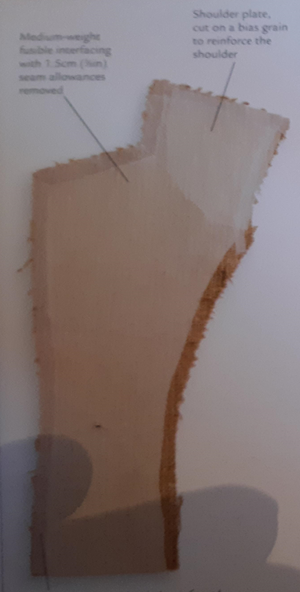 Medium-weight
fusible interfacing
with 1.5cm (⅝in)
seam allowances
removed
Shoulder plate,
cut on a bias grain
to reinforce the
shoulder